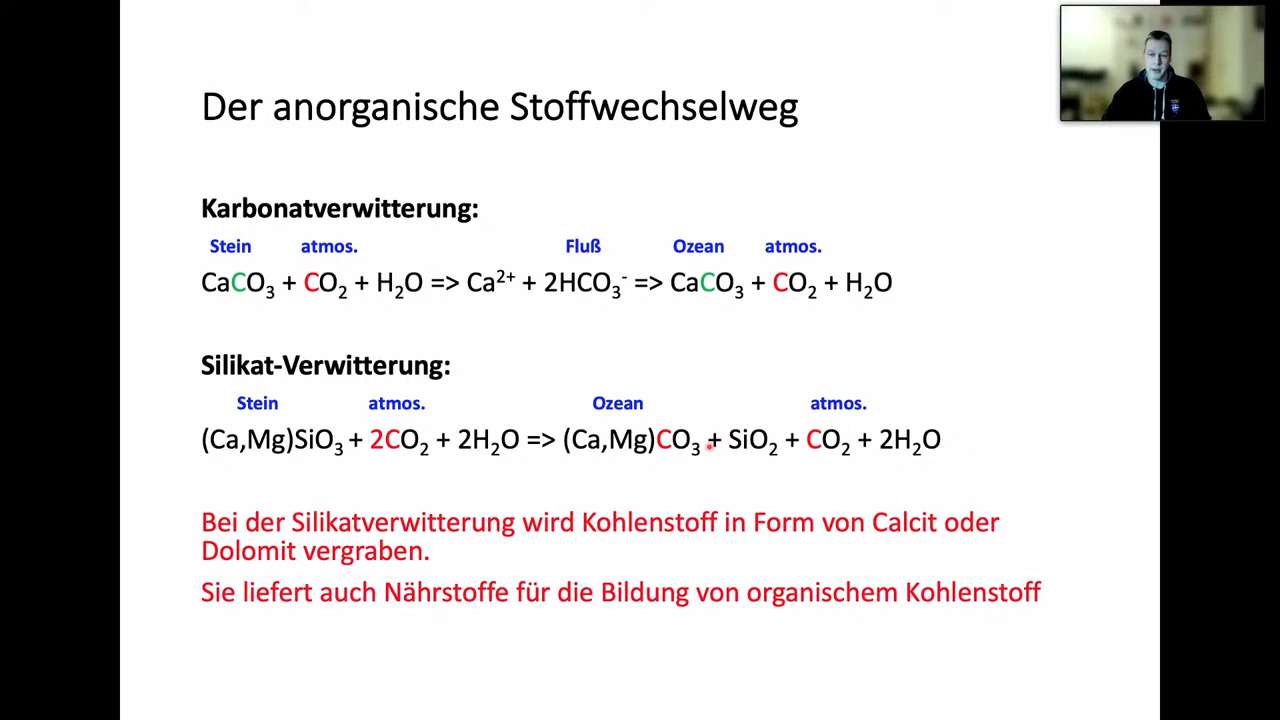 Der anorganische Stoffwechselweg
Karbonatverwitterung:
Stein atmos. Fluß Ozean atmos.
CaCO₃ + CO₂ + H₂O => Ca²⁺ + 2HCO₃⁻ => CaCO₃ + CO₂ + H₂O
Silikat-Verwitterung:
Stein atmos. Ozean atmos.
(Ca,Mg)SiO₃ + 2CO₂ + 2H₂O => (Ca,Mg)CO₃ + SiO₂ + CO₂ + 2H₂O
Bei der Silikatverwitterung wird Kohlenstoff in Form von Calcit oder
Dolomit vergraben.
Sie liefert auch Nährstoffe für die Bildung von organischem Kohlenstoff